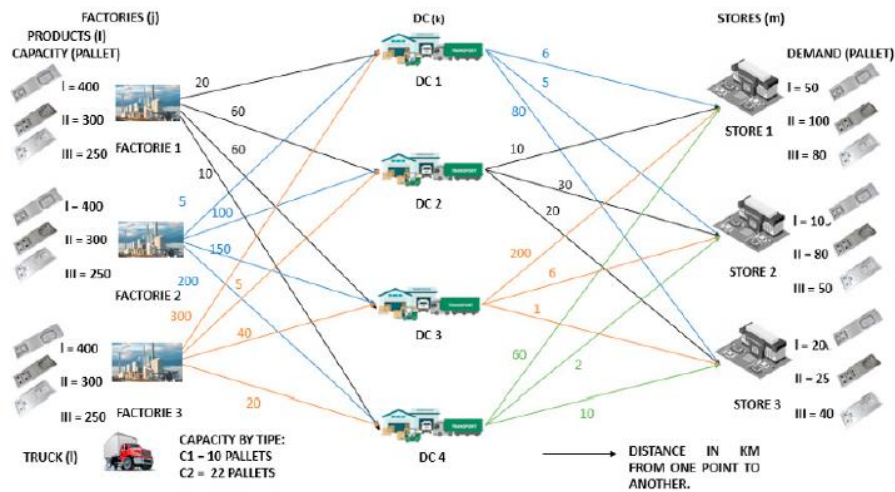 FACTORIES (j)
DC (k)
STORES (m)
PRODUCTS (I)
CAPACITY (PALLET)
DEMAND (PALLET)
I = 400
II = 300
III = 250
FACTORIE 1
I - 400
II = 300
III = 250
FACTORIE 2
I = 400
II = 300
III = 250
FACTORIE 3
TRUCK (l)
CAPACITY BY TIPE:
C1 – 10 PALLETS
C2 = 22 PALLETS
20
60
60
10
5
100
150
200
300
5
40
20
TRANSPORT
DC 1
DC 2
DC 3
DC 4
TRANSPORT
6
5
80
10
30
20
200
6
1
60
2
10
STORE 1
STORE 2
STORE 3
I = 50
II = 100
III = 80
II – 80
III = 50
II – 25
III = 40
DISTANCE IN KM
FROM ONE POINT TO
ANOTHER.